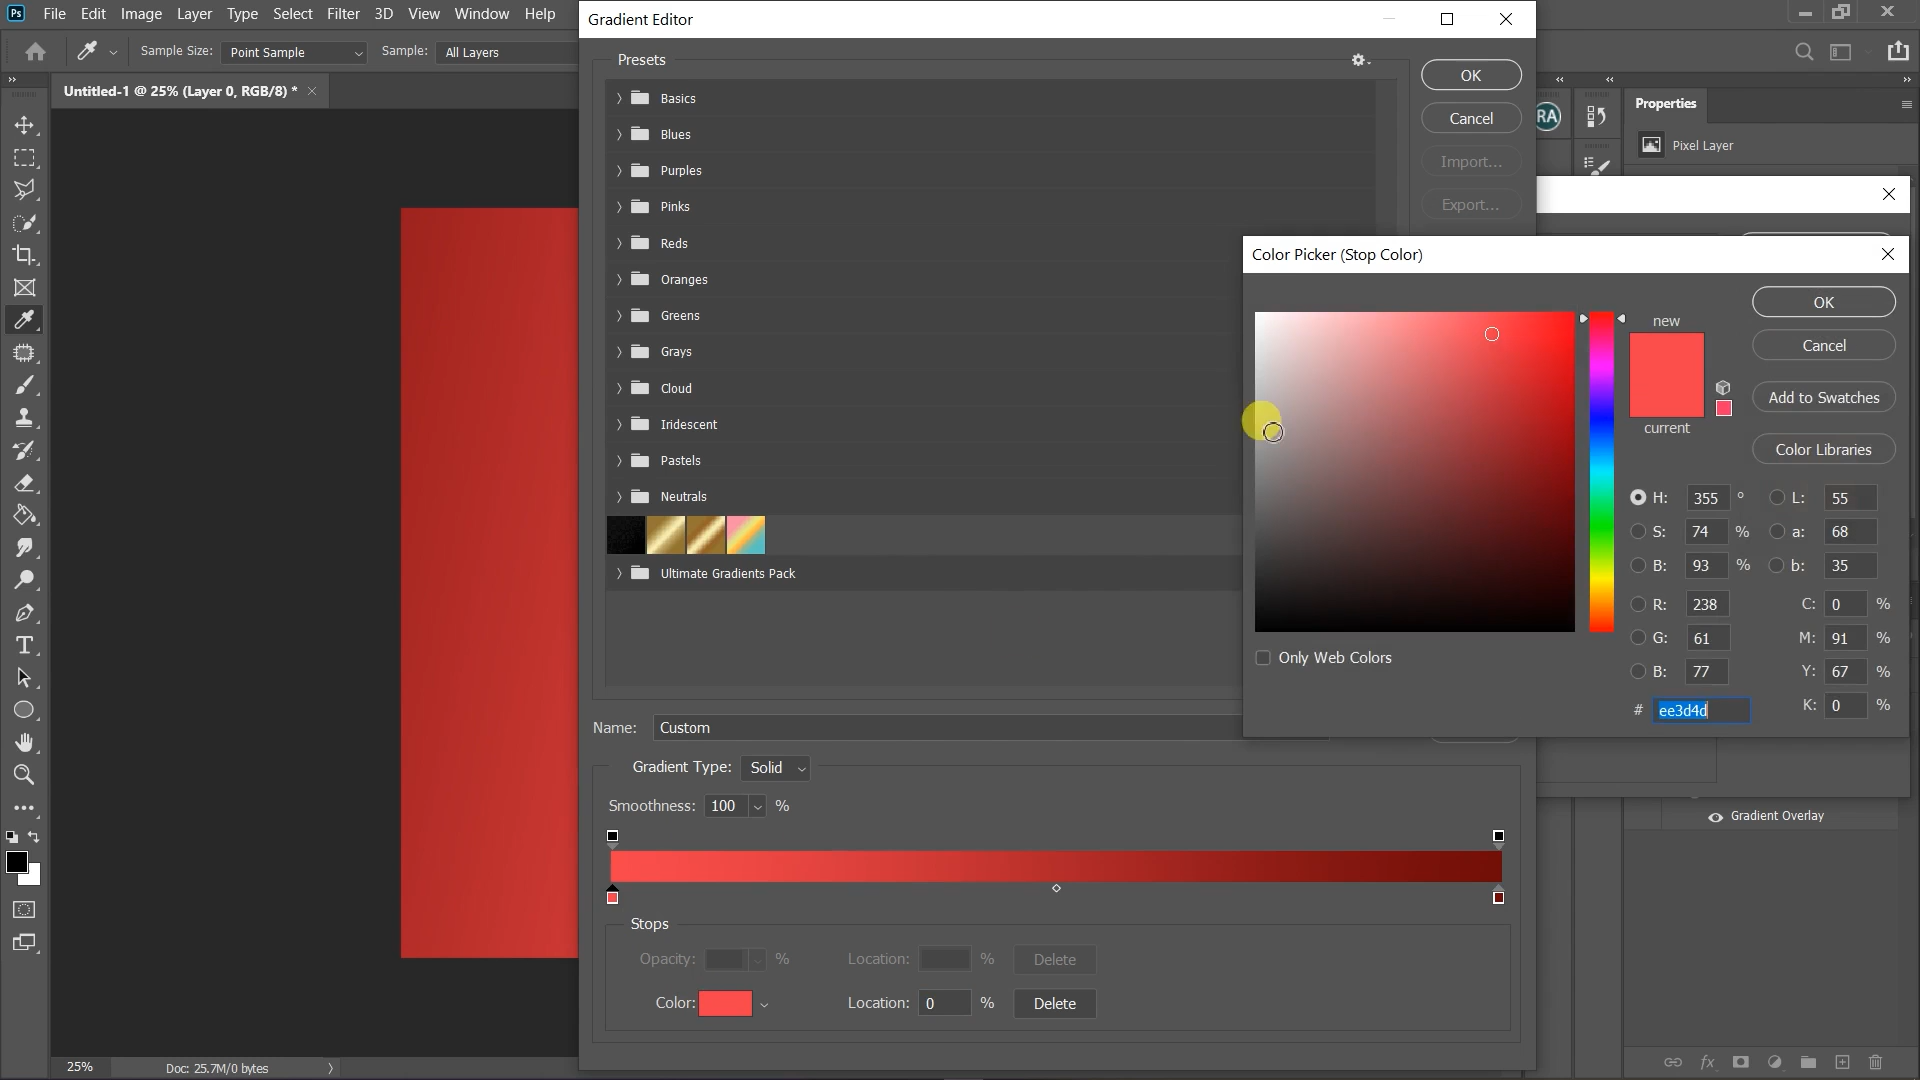 Ps File Edit Image Layer Type Select Filter 3D View Window Help
Sample Size: Point Sample Sample: All Layers
Untitled-1 @ 25% (Layer 0, RGB/8) *
Gradient Editor
Presets
Basics
Blues
Purples
Pinks
Reds
Oranges
Greens
Grays
Cloud
Iridescent
Pastels
Neutrals
Ultimate Gradients Pack
OK
Cancel
Import...
Export...
Name: Custom
Gradient Type: Solid
Smoothness: 100 %
Stops
Opacity: % Location: % Delete
Color: Location: 0 % Delete
RA
Properties
Pixel Layer
Color Picker (Stop Color)
new
current
OK
Cancel
Add to Swatches
Color Libraries
H: 355 ° L: 55
S: 74 % a: 68
B: 93 % b: 35
R: 238 C: 0 %
G: 61 M: 91 %
B: 77 Y: 67 %
# ee3d4d K: 0 %
Only Web Colors
Gradient Overlay
fx
25% Doc: 25.7M/0 bytes